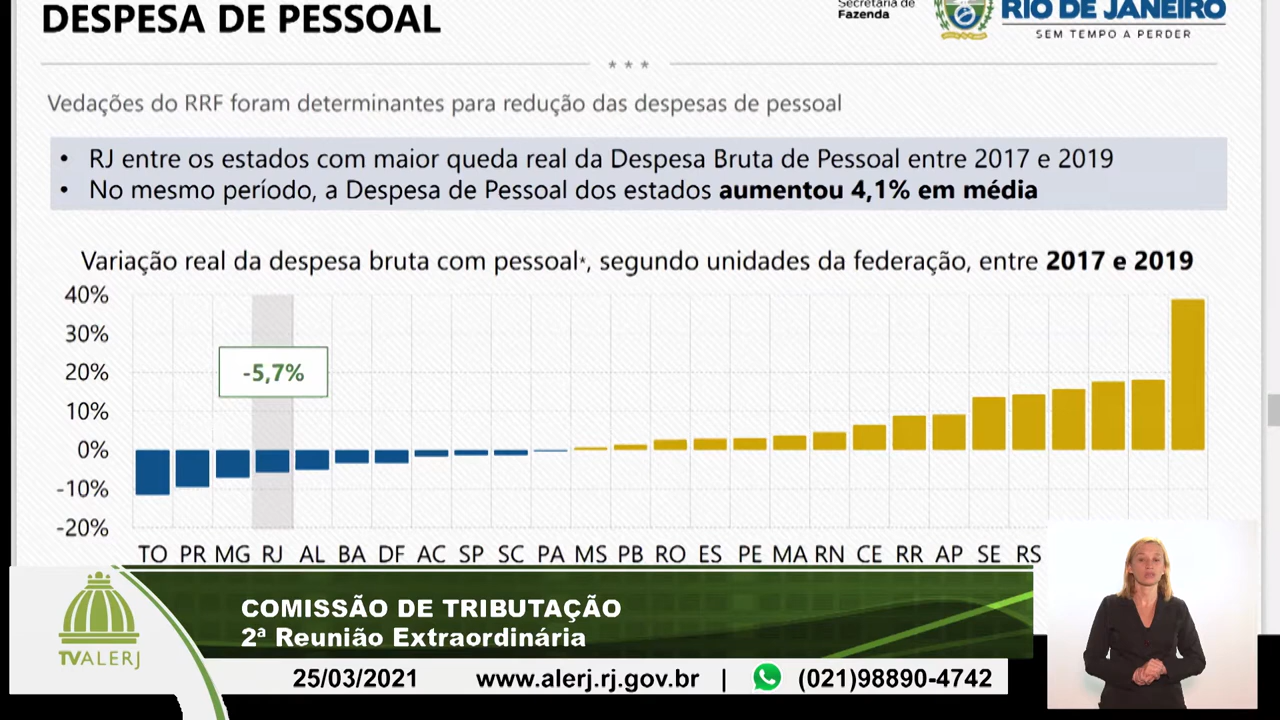 DESPESA DE PESSOAL
Secretaria de
Fazenda
RIO DE JANEIRO
SEM TEMPO A PERDER
Vedações do RRF foram determinantes para redução das despesas de pessoal
• RJ entre os estados com maior queda real da Despesa Bruta de Pessoal entre 2017 e 2019
• No mesmo período, a Despesa de Pessoal dos estados aumentou 4,1% em média
Variação real da despesa bruta com pessoal*, segundo unidades da federação, entre 2017 e 2019
40%
30%
20%
10%
0%
-10%
-20%
-5,7%
TO PR MG RJ AL BA DF AC SP SC PA MS PB RO ES PE MA RN CE RR AP SE RS
COMISSÃO DE TRIBUTAÇÃO
2ª Reunião Extraordinária
TVALERJ
25/03/2021 www.alerj.rj.gov.br | (021)98890-4742